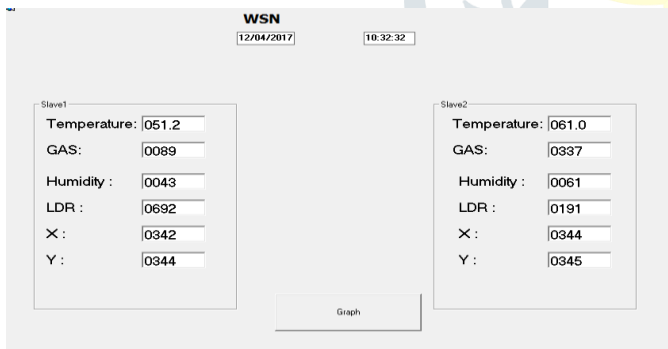 WSN
12/04/2017 10:32:32
Slave1
Temperature: 051.2
GAS: 0089
Humidity : 0043
LDR : 0692
X : 0342
Y : 0344
Slave2
Temperature: 061.0
GAS: 0337
Humidity : 0061
LDR : 0191
X : 0344
Y : 0345
Graph